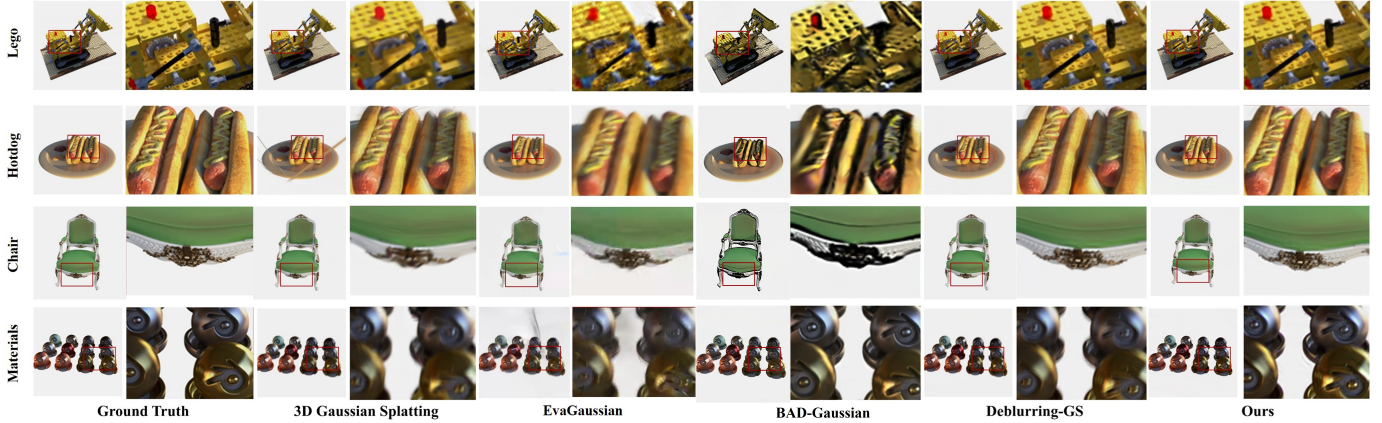 Lego
Hotdog
Chair
Materials
Ground Truth
3D Gaussian Splatting
EvaGaussian
BAD-Gaussian
Deblurring-GS
Ours